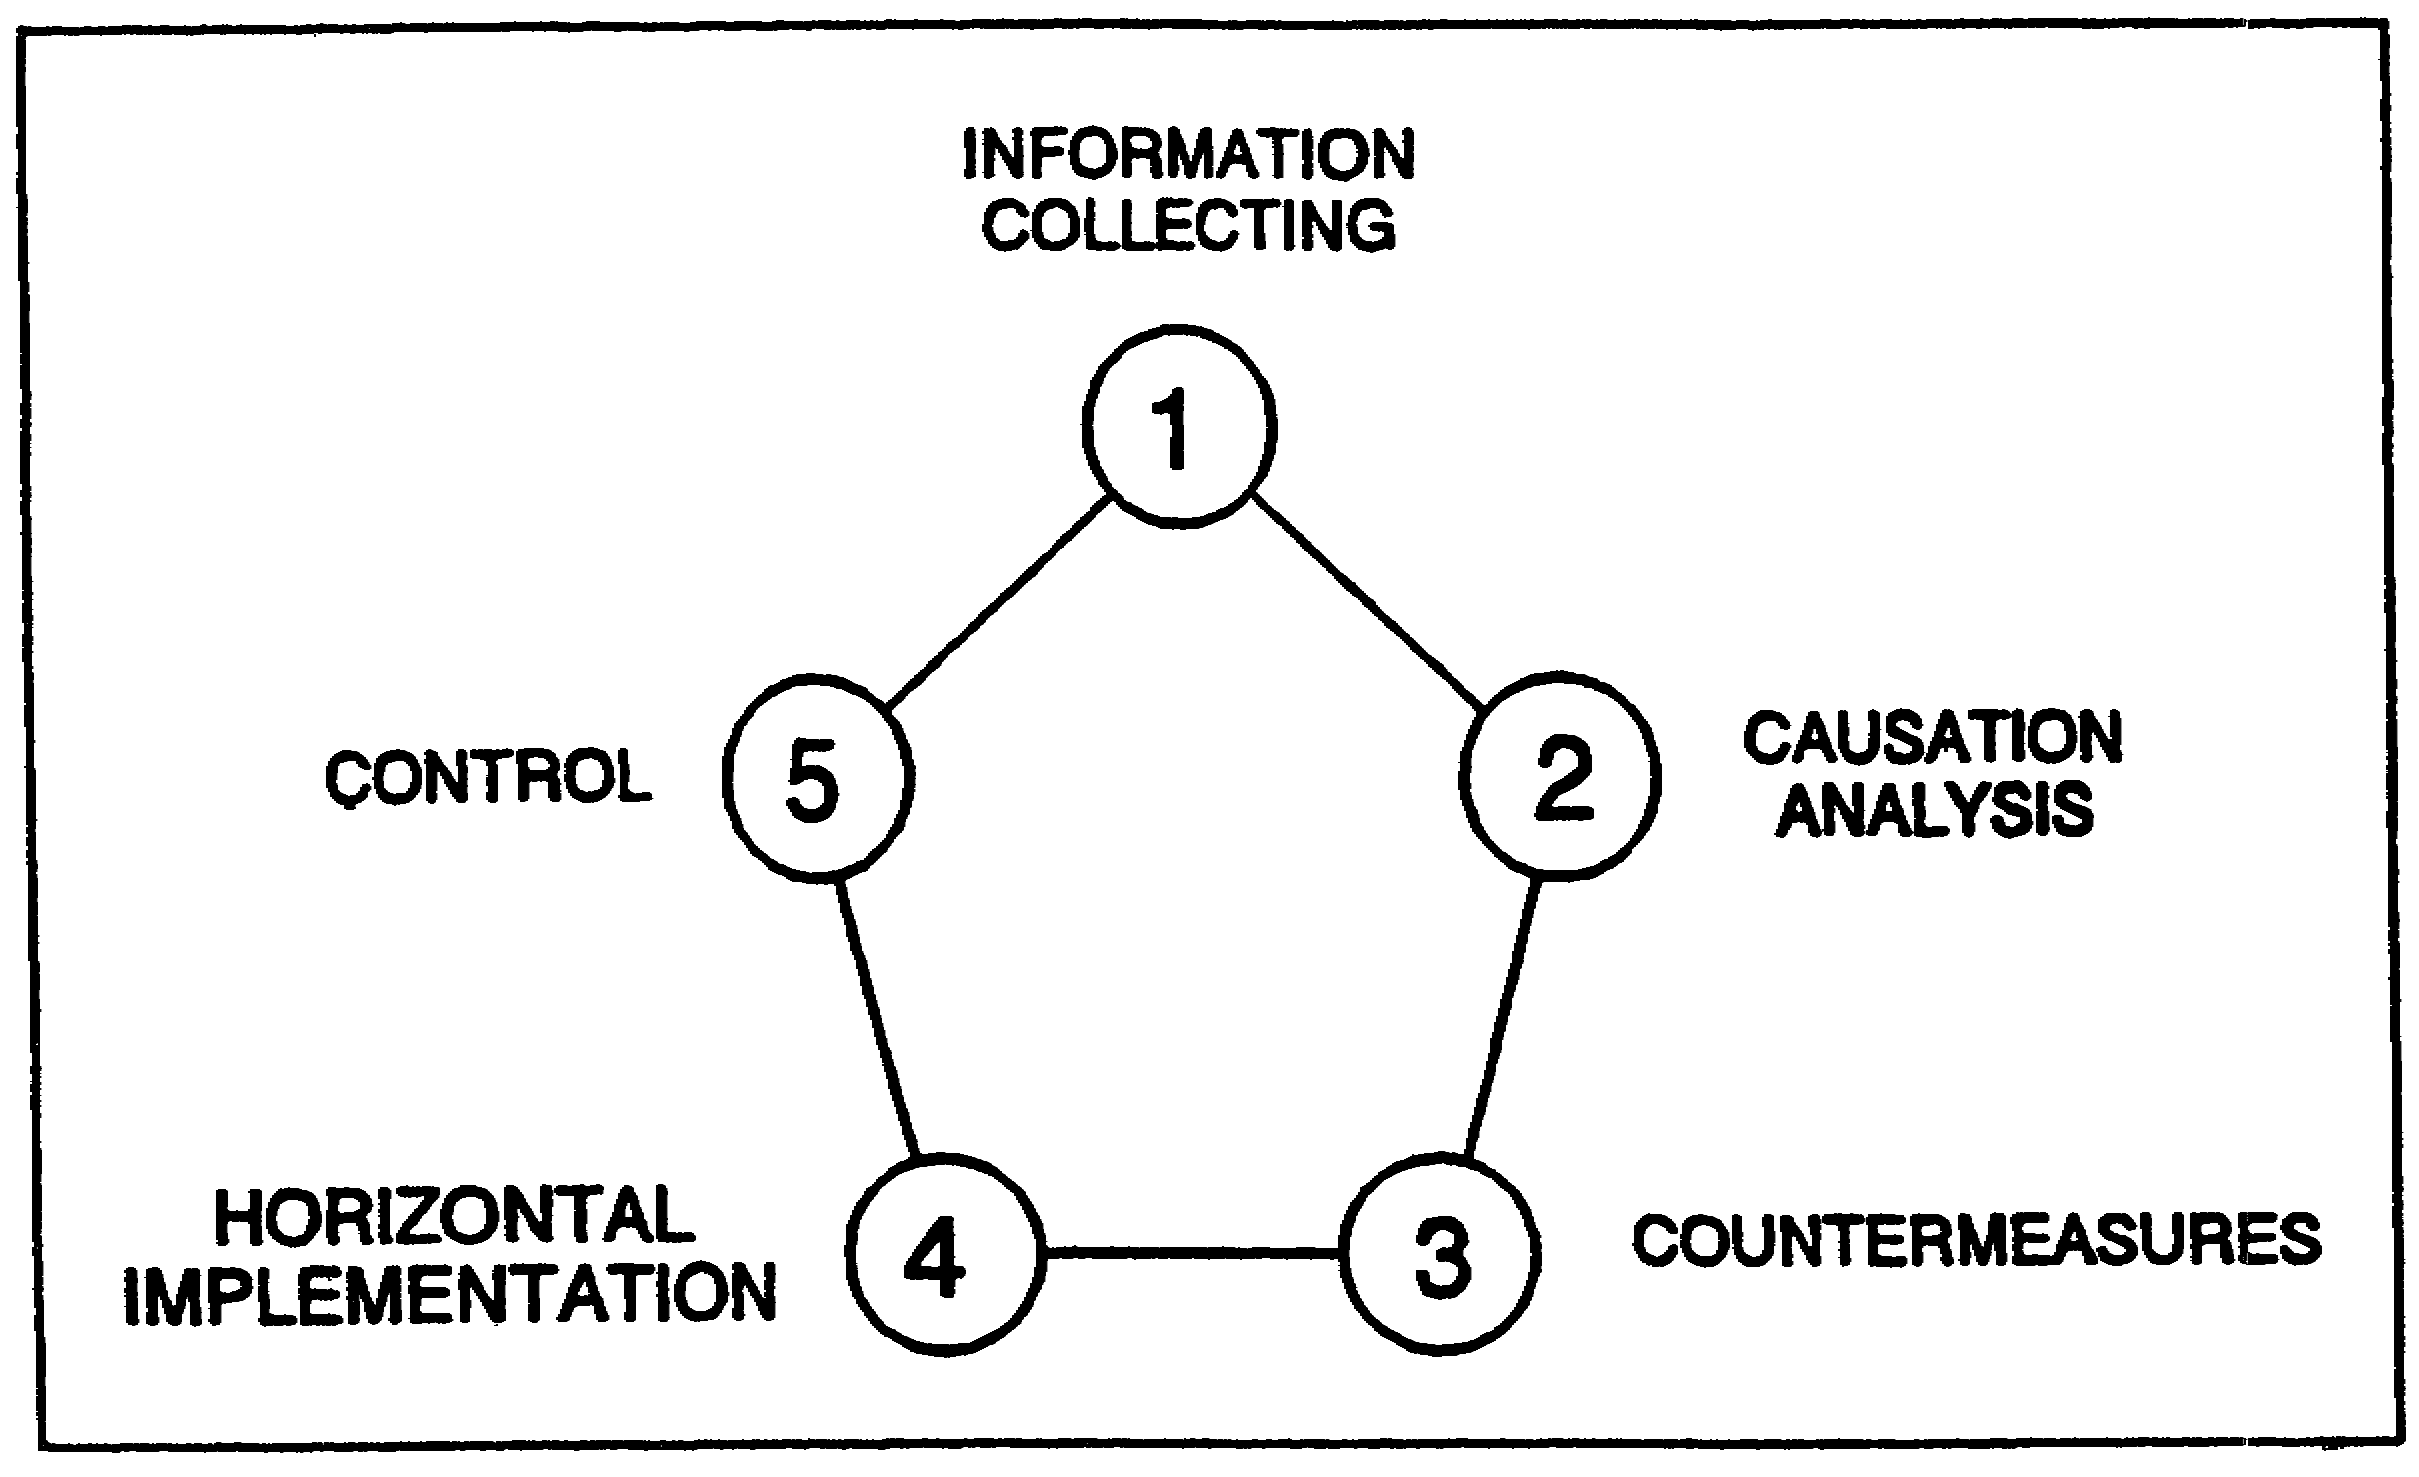 INFORMATION
COLLECTING
1
5
CONTROL
2
CAUSATION
ANALYSIS
4
HORIZONTAL
IMPLEMENTATION
3
COUNTERMEASURES